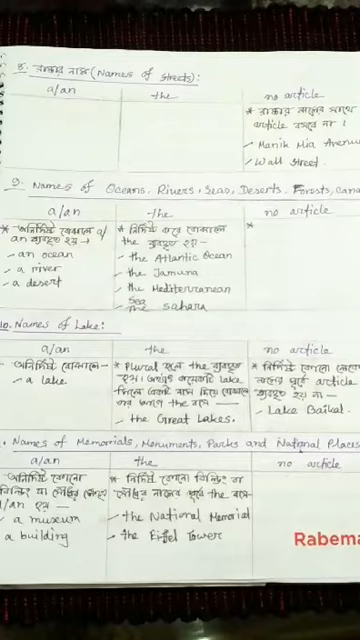 ৪. রাস্তার নাম (Names of Streets):
a/an the no article
* রাস্তার নামের সাথে
article বসবে না।
- Manik Mia Avenue
- Wall Street.
9. Names of Oceans, Rivers, Seas, Deserts, Forests, Cana
a/an the no article
* অনির্দিষ্ট বোঝালে a/
an ব্যবহৃত হয় →
- an ocean
- a river
- a desert
* নির্দিষ্ট করে বোঝালে
the ব্যবহৃত হয় —
- the Atlantic Ocean
- the Jamuna
- the Mediterranean
Sea
- the Sahara
*
10. Names of Lake:
a/an the no article
- অনির্দিষ্ট বোঝালে -
- a lake.
* Plural হলে the ব্যবহৃত
হয়। lake
the বসে —
- the Great Lakes.
* নির্দিষ্ট কোনো লেকের
নামের পূর্বে article
ব্যবহৃত হয় না -
- Lake Baikal.
. Names of Memorials, Monuments, Parks and National Places
a/an the no article
অনির্দিষ্ট কোনো
বিল্ডিং বা
a/an হয় —
- a museum
a building
* নির্দিষ্ট কোনো বিল্ডিং বা
নামের পূর্বে the বসে-
- the National Memorial
- the Eiffel Tower
Rabema